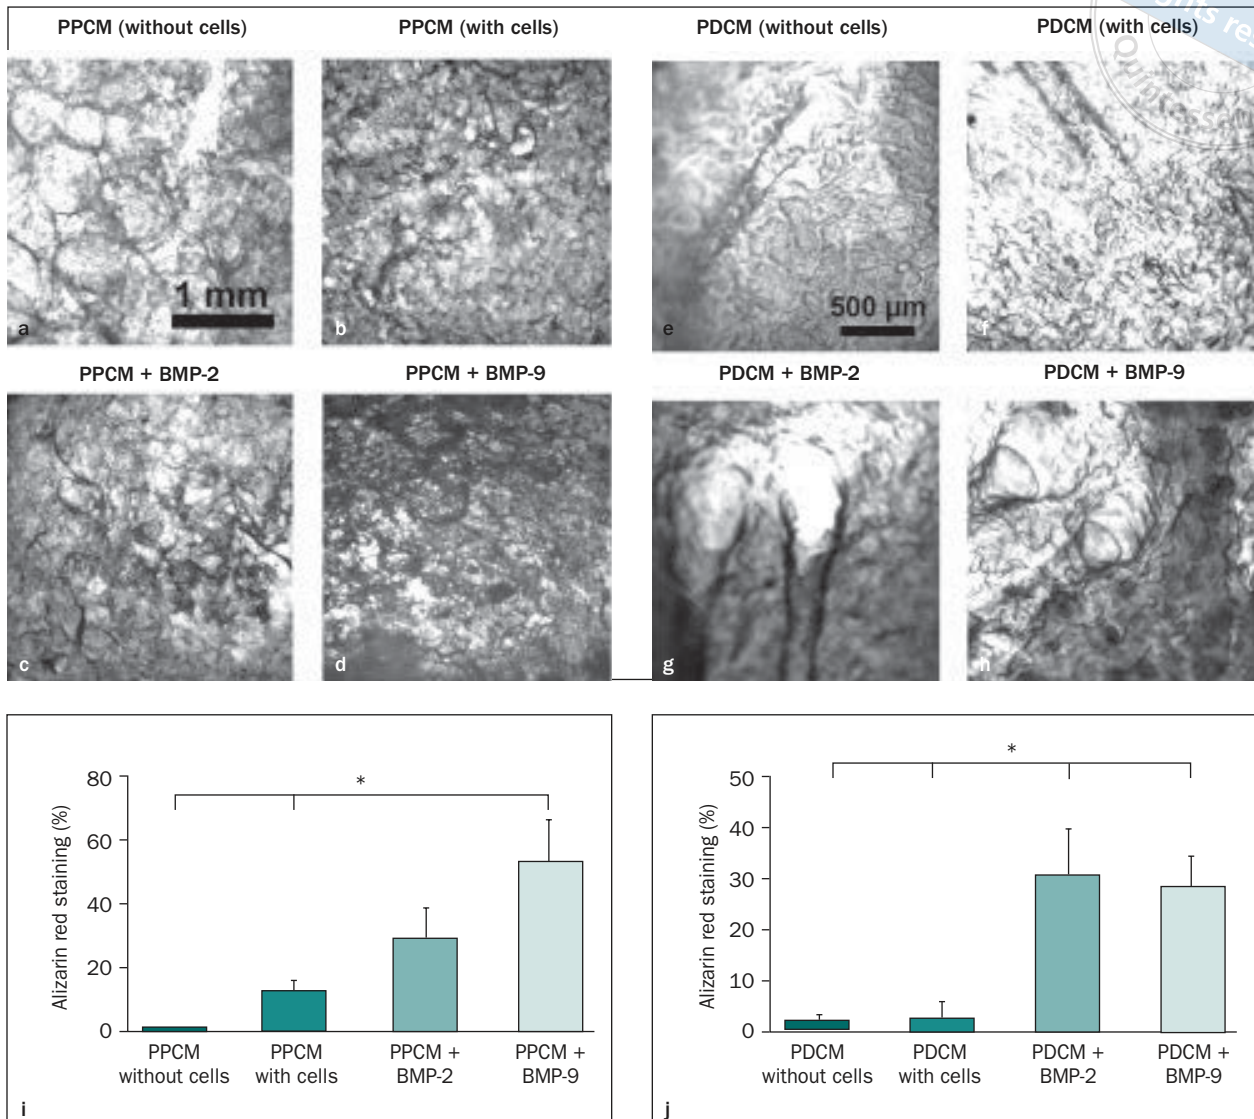 PPCM (without cells)
PPCM (with cells)
PDCM (without cells)
PDCM (with cells)
1 mm
a
b
500 µm
e
f
PPCM + BMP-2
PPCM + BMP-9
PDCM + BMP-2
PDCM + BMP-9
c
d
g
h
80
60
40
20
0
Alizarin red staining (%)
*
PPCM
without cells
PPCM
with cells
PPCM +
BMP-2
PPCM +
BMP-9
i
50
40
30
20
10
0
Alizarin red staining (%)
*
PDCM
without cells
PDCM
with cells
PDCM +
BMP-2
PDCM +
BMP-9
j